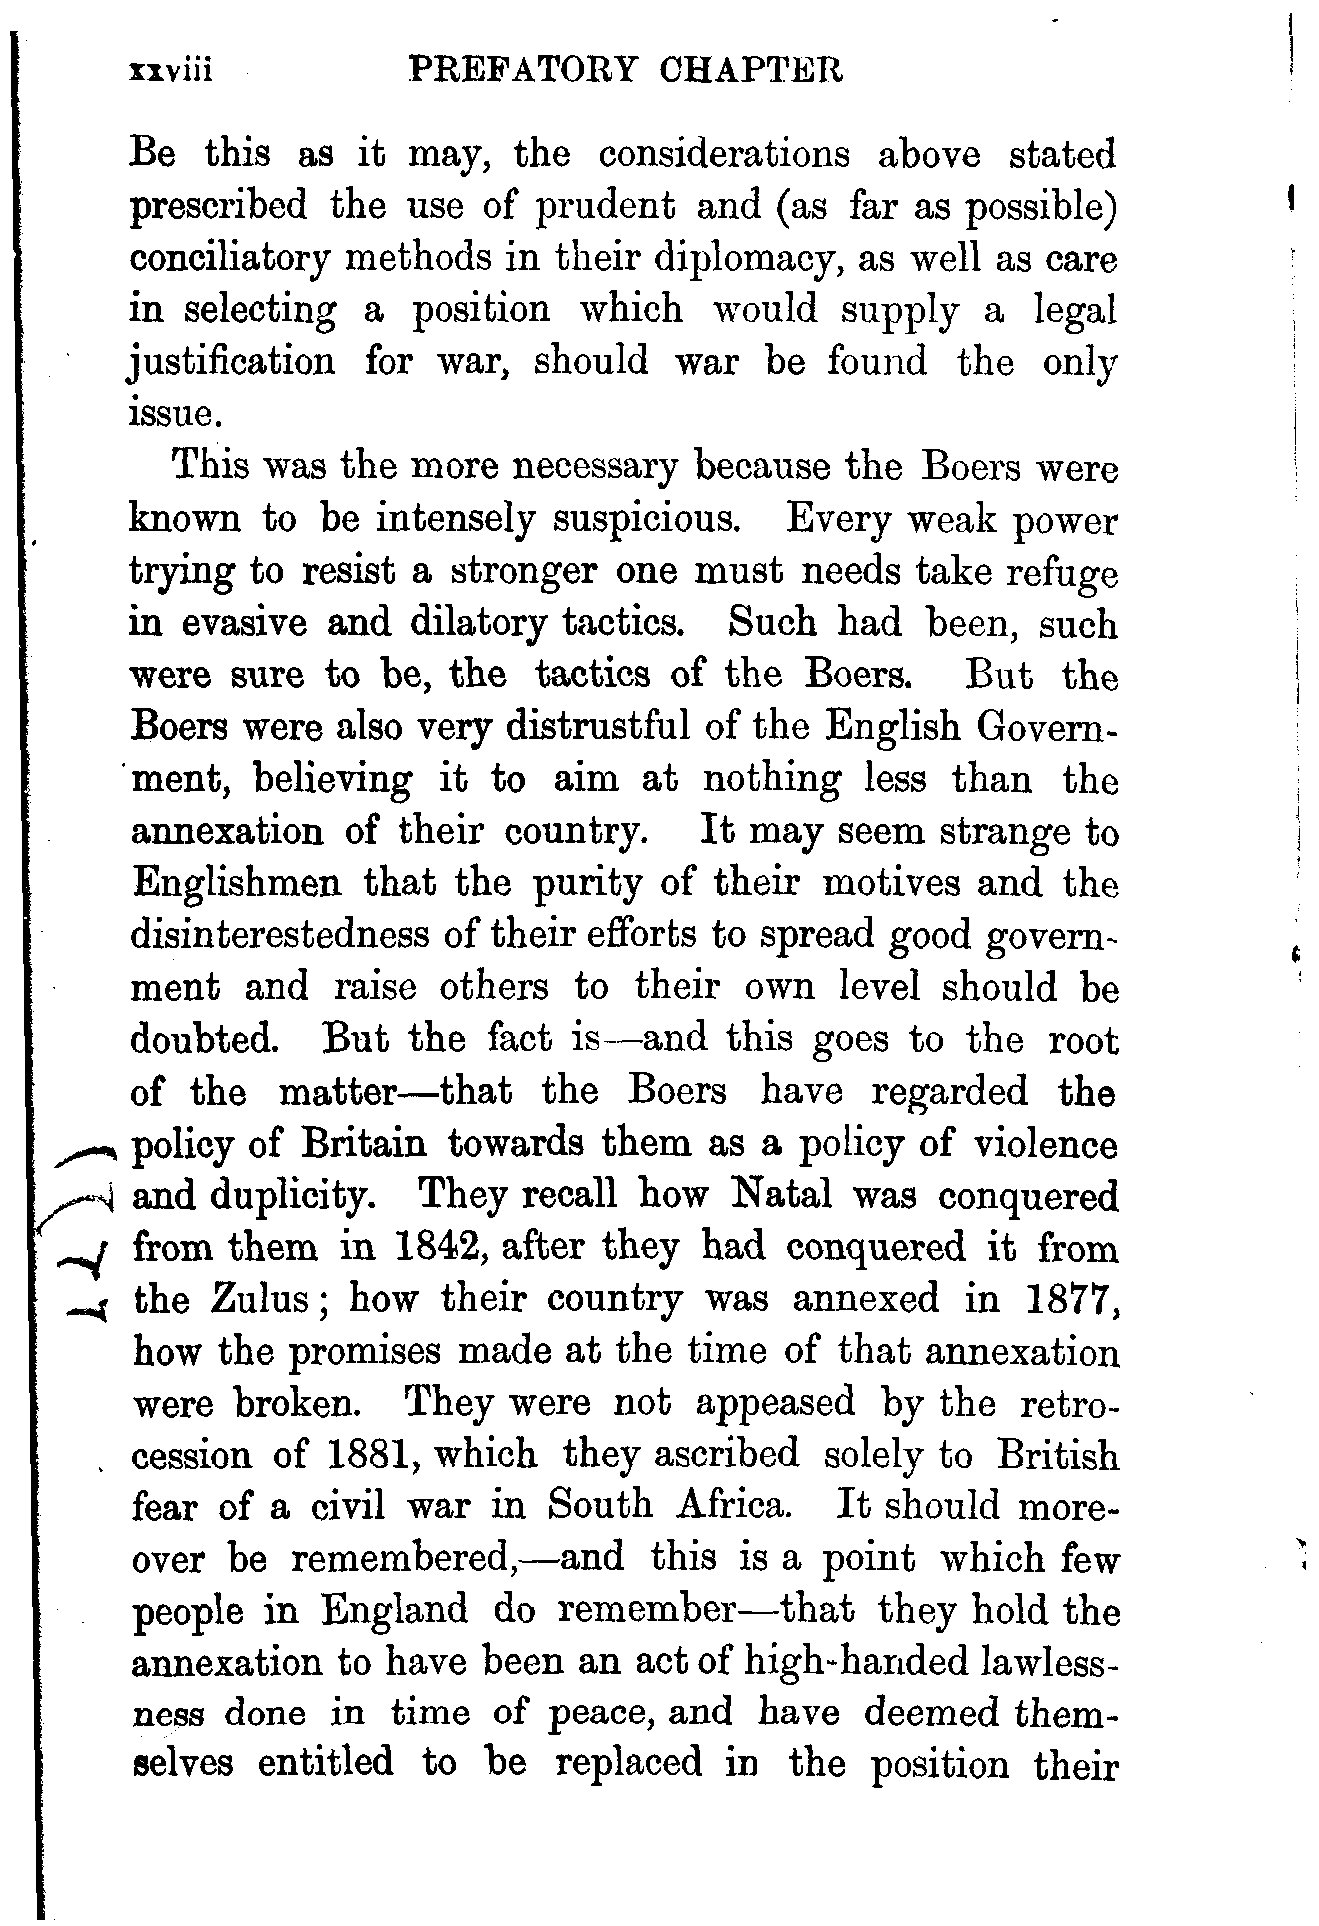 xxviii PREFATORY CHAPTER
Be this as it may, the considerations above stated
prescribed the use of prudent and (as far as possible)
conciliatory methods in their diplomacy, as well as care
in selecting a position which would supply a legal
justification for war, should war be found the only
issue.
This was the more necessary because the Boers were
known to be intensely suspicious. Every weak power
trying to resist a stronger one must needs take refuge
in evasive and dilatory tactics. Such had been, such
were sure to be, the tactics of the Boers. But the
Boers were also very distrustful of the English Govern-
ment, believing it to aim at nothing less than the
annexation of their country. It may seem strange to
Englishmen that the purity of their motives and the
disinterestedness of their efforts to spread good govern-
ment and raise others to their own level should be
doubted. But the fact is—and this goes to the root
of the matter—that the Boers have regarded the
policy of Britain towards them as a policy of violence
and duplicity. They recall how Natal was conquered
from them in 1842, after they had conquered it from
the Zulus; how their country was annexed in 1877,
how the promises made at the time of that annexation
were broken. They were not appeased by the retro-
cession of 1881, which they ascribed solely to British
fear of a civil war in South Africa. It should more-
over be remembered,—and this is a point which few
people in England do remember—that they hold the
annexation to have been an act of high-handed lawless-
ness done in time of peace, and have deemed them-
selves entitled to be replaced in the position their